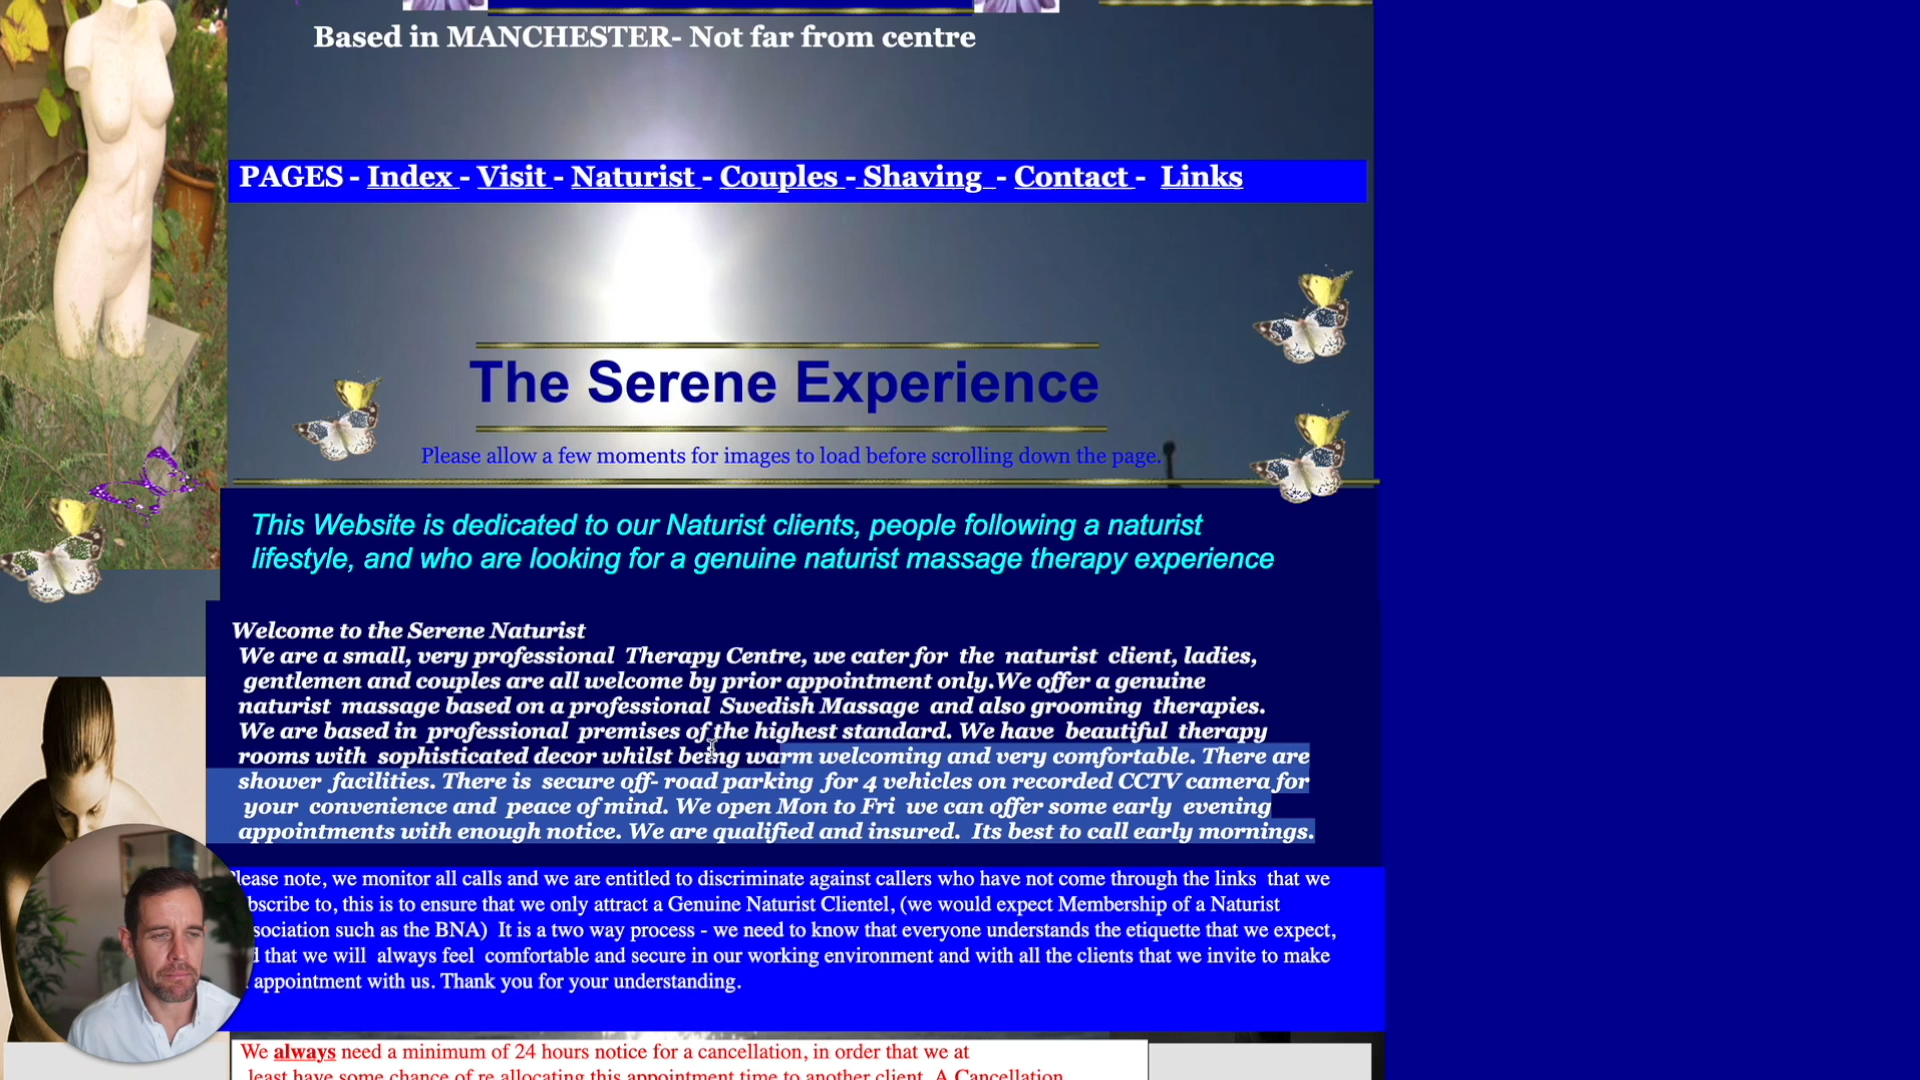 Based in MANCHESTER- Not far from centre
PAGES - Index - Visit - Naturist - Couples - Shaving - Contact - Links
The Serene Experience
Please allow a few moments for images to load before scrolling down the page.
This Website is dedicated to our Naturist clients, people following a naturist
lifestyle, and who are looking for a genuine naturist massage therapy experience
Welcome to the Serene Naturist
We are a small, very professional Therapy Centre, we cater for the naturist client, ladies,
gentlemen and couples are all welcome by prior appointment only.We offer a genuine
naturist massage based on a professional Swedish Massage and also grooming therapies.
We are based in professional premises of the highest standard. We have beautiful therapy
rooms with sophisticated decor whilst being warm welcoming and very comfortable. There are
shower facilities. There is secure off- road parking for 4 vehicles on recorded CCTV camera for
your convenience and peace of mind. We open Mon to Fri we can offer some early evening
appointments with enough notice. We are qualified and insured. Its best to call early mornings.
lease note, we monitor all calls and we are entitled to discriminate against callers who have not come through the links that we
bscribe to, this is to ensure that we only attract a Genuine Naturist Clientel, (we would expect Membership of a Naturist
sociation such as the BNA) It is a two way process - we need to know that everyone understands the etiquette that we expect,
that we will always feel comfortable and secure in our working environment and with all the clients that we invite to make
appointment with us. Thank you for your understanding.
We always need a minimum of 24 hours notice for a cancellation, in order that we at
least have some chance of re allocating this appointment time to another client. A Cancellation